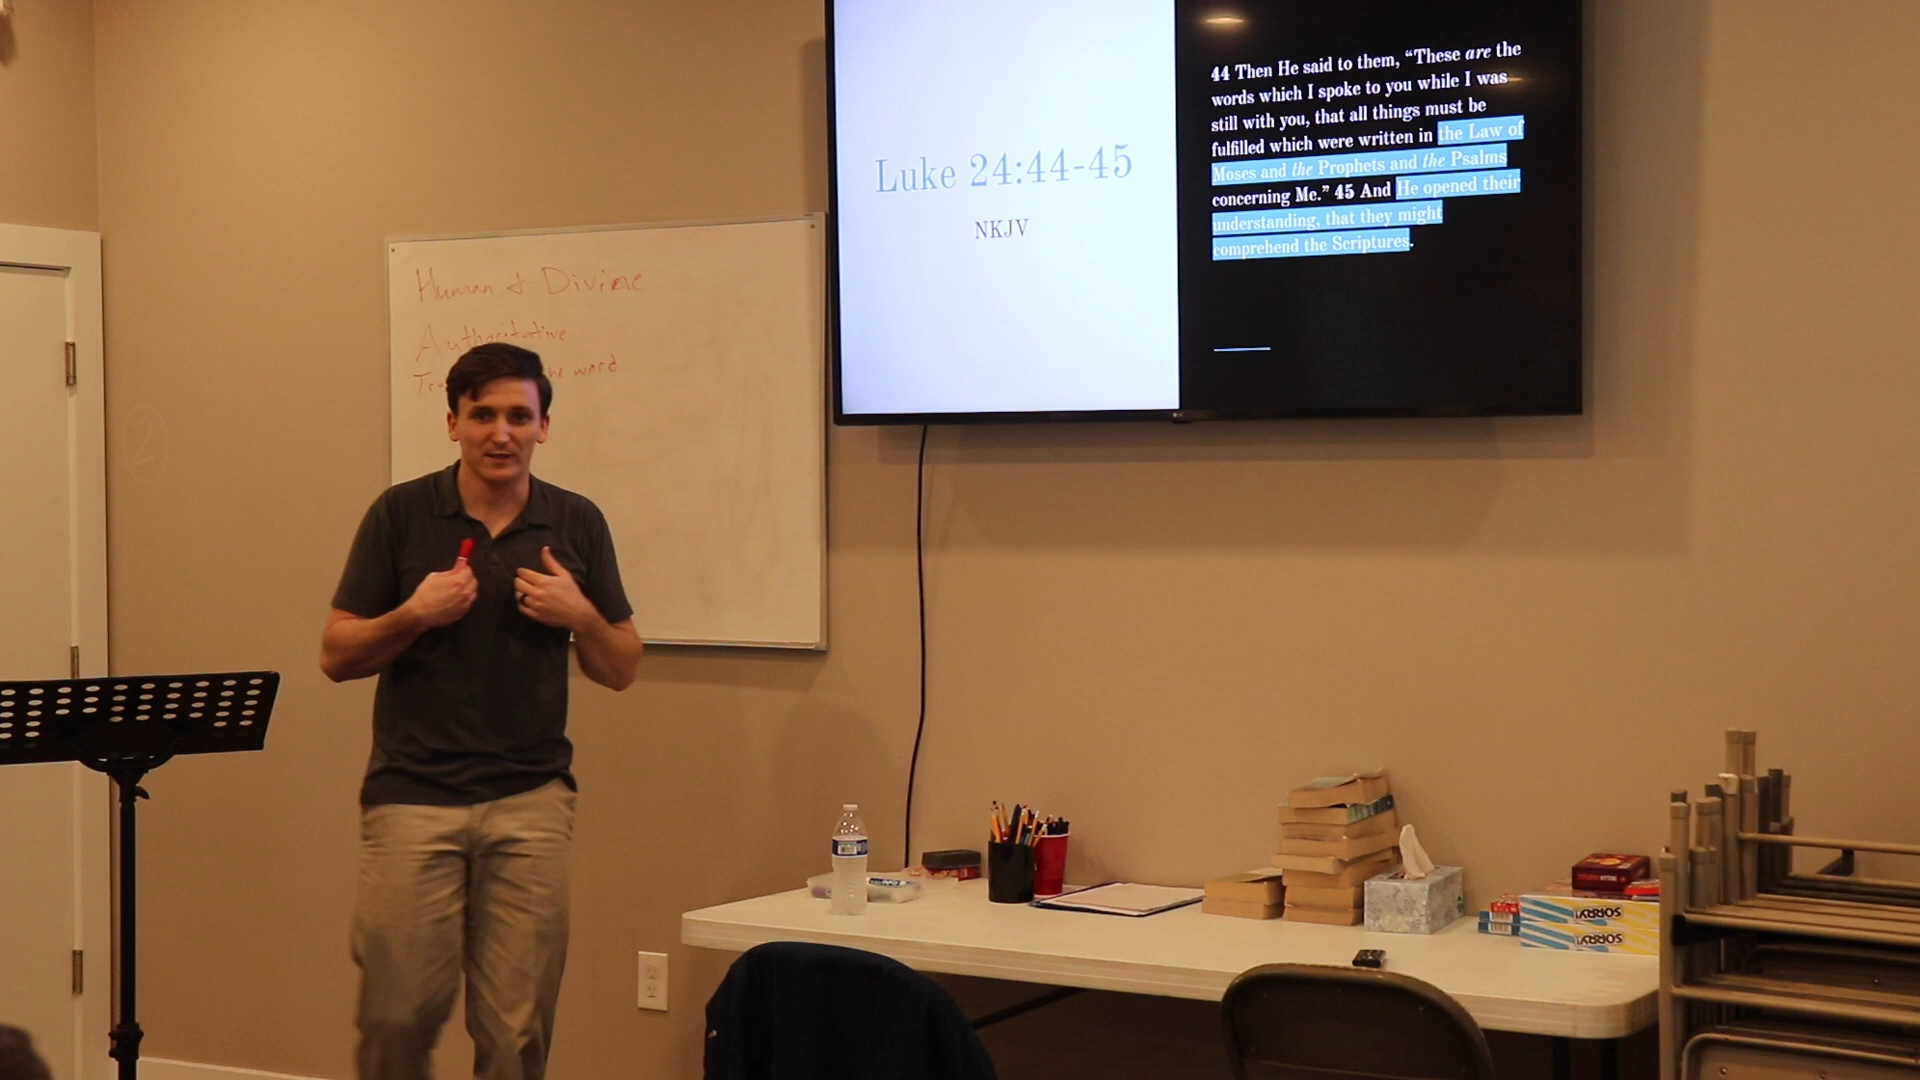 Luke 24:44-45
NKJV
44 Then He said to them, “These are the
words which I spoke to you while I was
still with you, that all things must be
fulfilled which were written in the Law of
Moses and the Prophets and the Psalms
concerning Me.” 45 And He opened their
understanding, that they might
comprehend the Scriptures.
Human & Divine
Authoritative
word
2
SORRY!
SORRY!